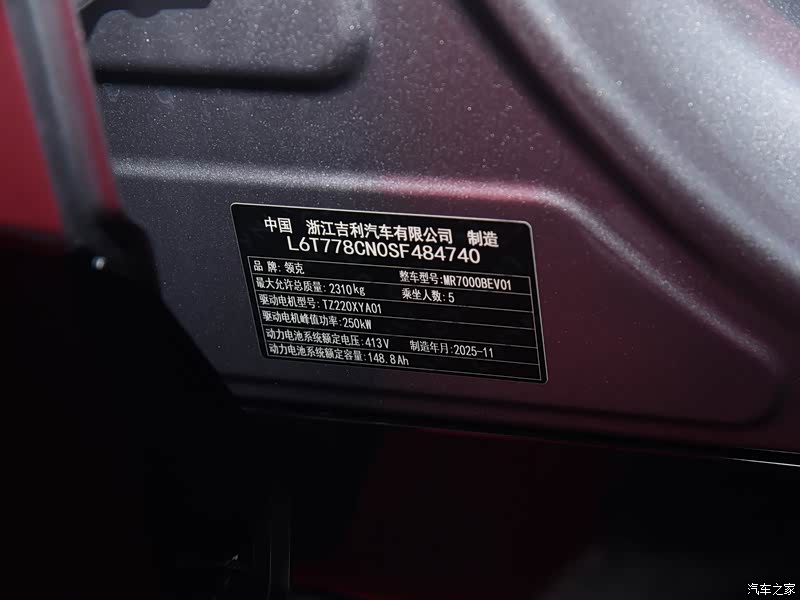 中国 浙江吉利汽车有限公司 制造
L6T778CN0SF484740
品 牌:领克 整车型号:MR7000BEV01
最大允许总质量:2310kg 乘坐人数:5
驱动电机型号:TZ220XYA01
驱动电机峰值功率:250kW
动力电池系统额定电压:413V 制造年月:2025-11
动力电池系统额定容量:148.8Ah
汽车之家